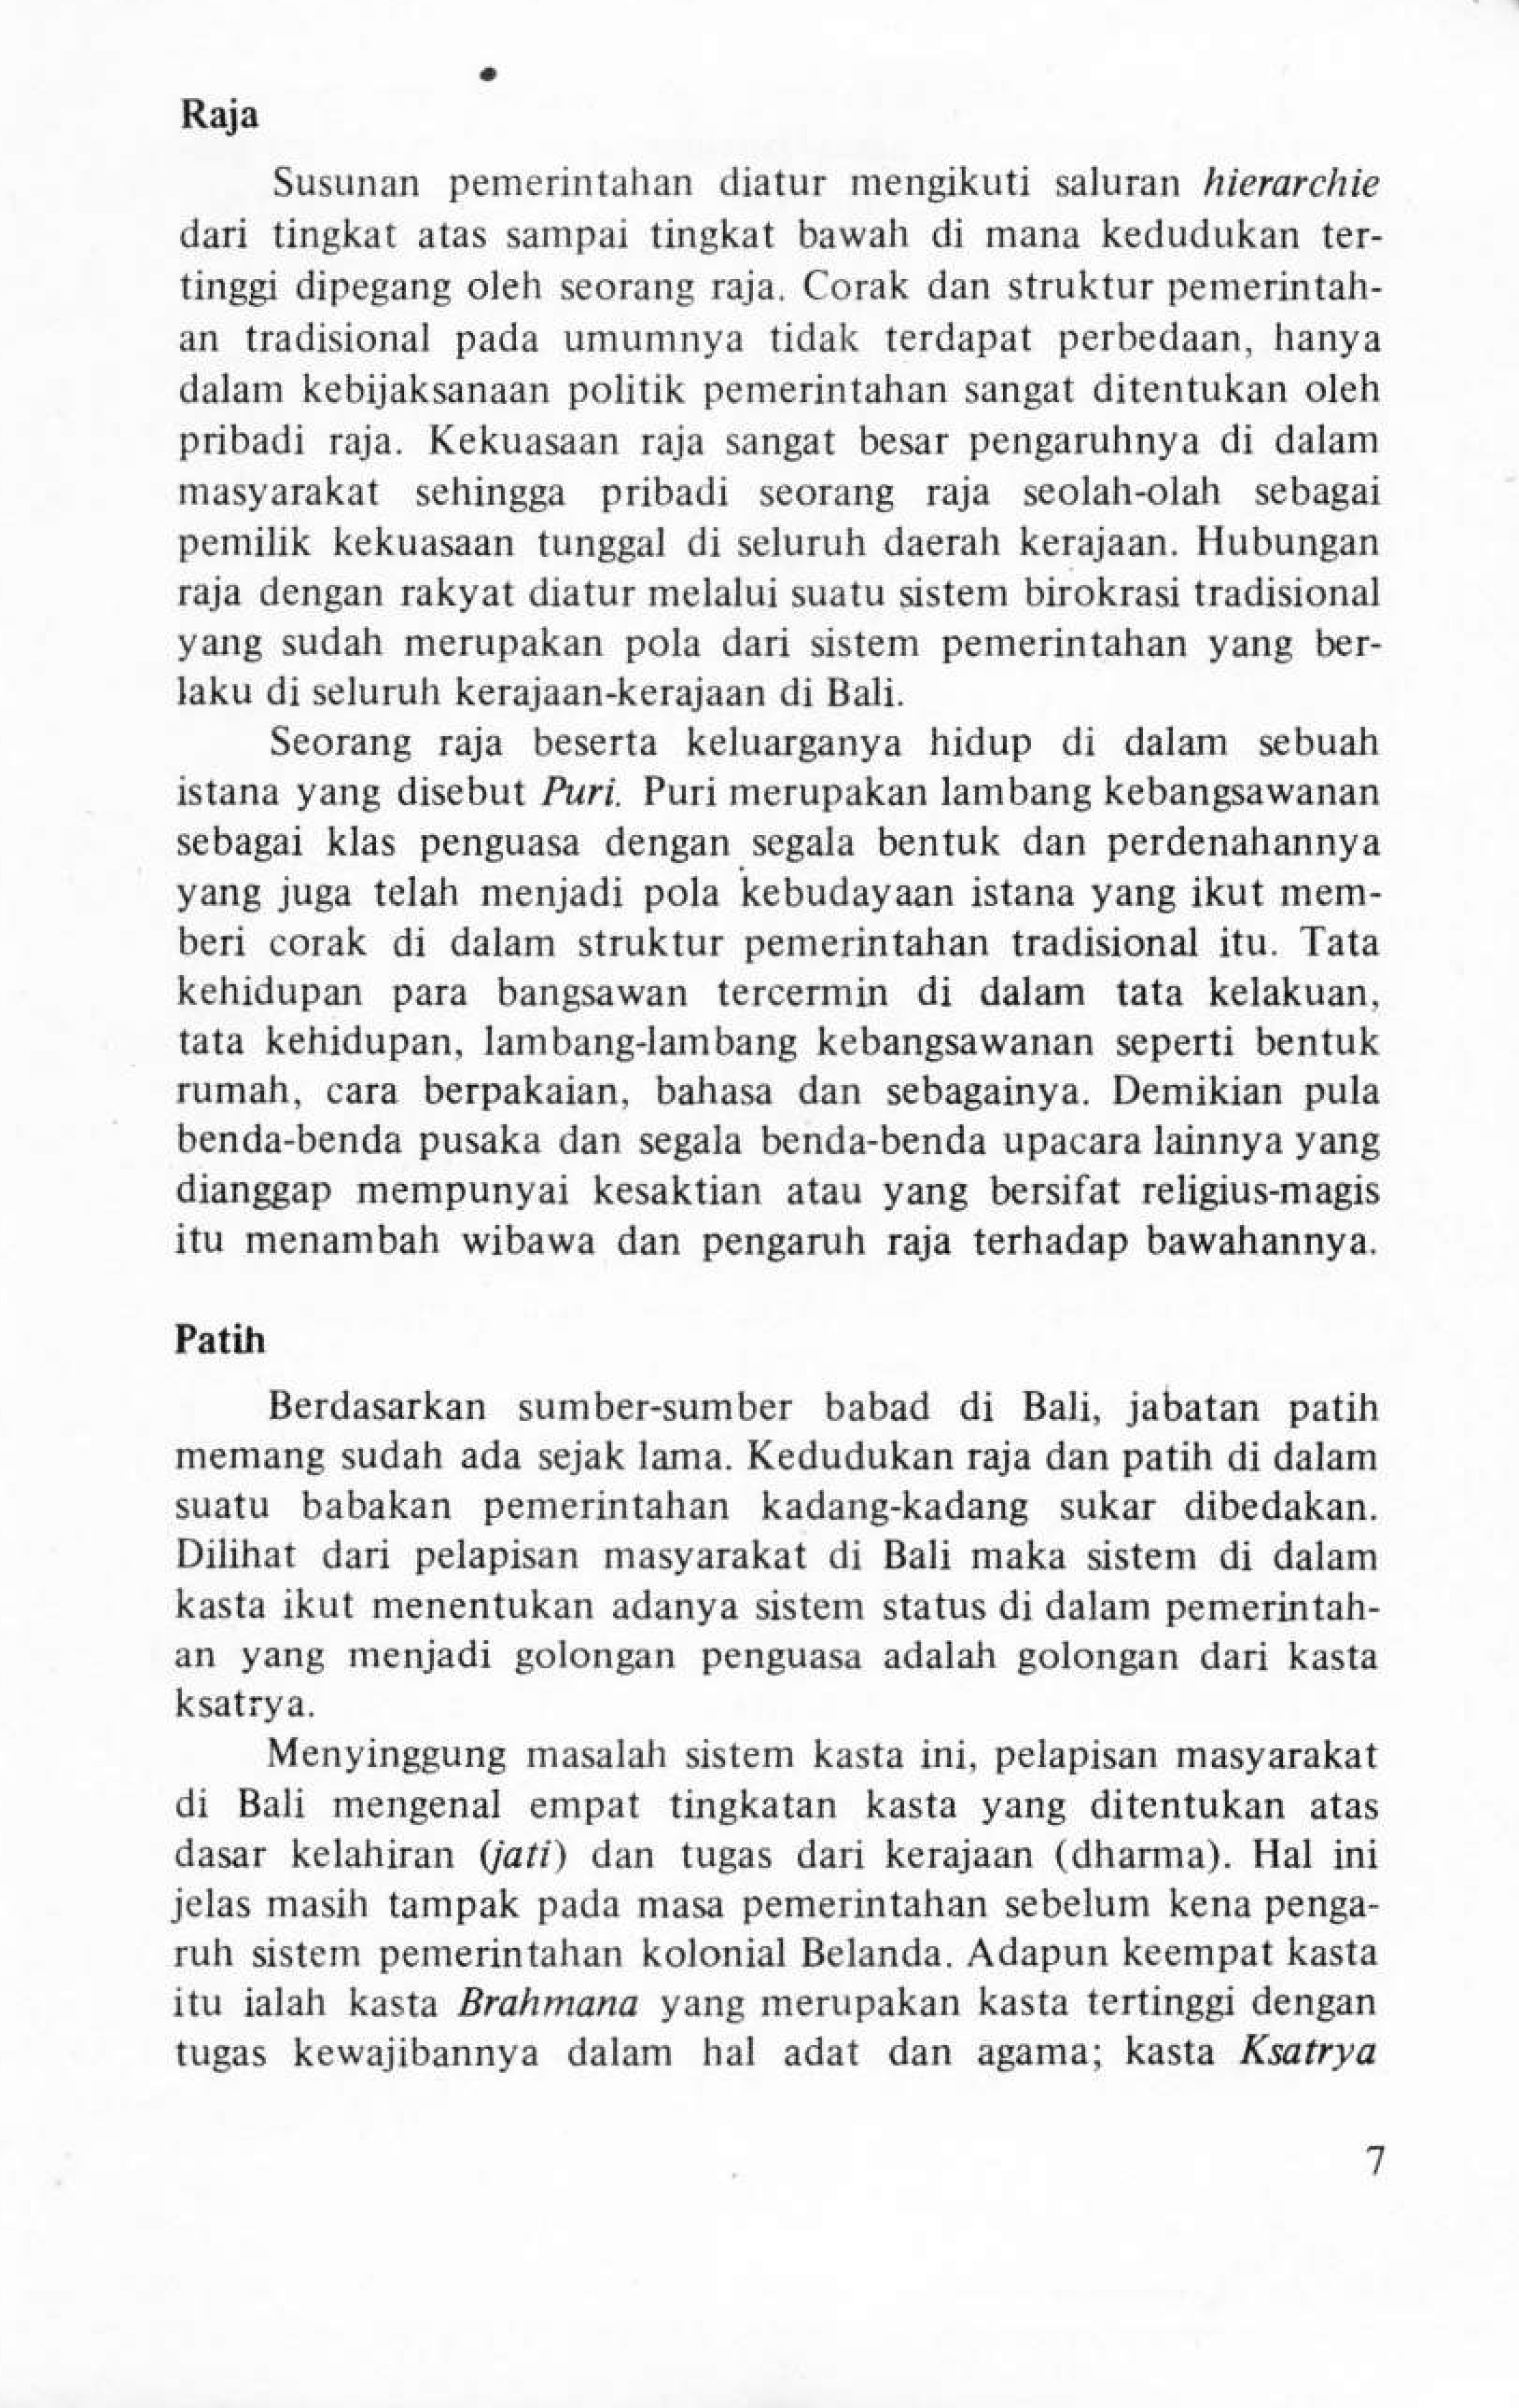 Raja
Susunan pemerintahan diatur mengikuti saluran hierarchie
dari tingkat atas sampai tingkat bawah di mana kedudukan ter-
tinggi dipegang oleh seorang raja. Corak dan struktur pemerintah-
an tradisional pada umumnya tidak terdapat perbedaan, hanya
dalam kebijaksanaan politik pemerintahan sangat ditentukan oleh
pribadi raja. Kekuasaan raja sangat besar pengaruhnya di dalam
masyarakat sehingga pribadi seorang raja seolah-olah sebagai
pemilik kekuasaan tunggal di seluruh daerah kerajaan. Hubungan
raja dengan rakyat diatur melalui suatu sistem birokrasi tradisional
yang sudah merupakan pola dari sistem pemerintahan yang ber-
laku di seluruh kerajaan-kerajaan di Bali.
Seorang raja beserta keluarganya hidup di dalam sebuah
istana yang disebut Puri. Puri merupakan lambang kebangsawanan
sebagai klas penguasa dengan segala bentuk dan perdenahannya
yang juga telah menjadi pola kebudayaan istana yang ikut mem-
beri corak di dalam struktur pemerintahan tradisional itu. Tata
kehidupan para bangsawan tercermin di dalam tata kelakuan,
tata kehidupan, lambang-lambang kebangsawanan seperti bentuk
rumah, cara berpakaian, bahasa dan sebagainya. Demikian pula
benda-benda pusaka dan segala benda-benda upacara lainnya yang
dianggap mempunyai kesaktian atau yang bersifat religius-magis
itu menambah wibawa dan pengaruh raja terhadap bawahannya.
Patih
Berdasarkan sumber-sumber babad di Bali, jabatan patih
memang sudah ada sejak lama. Kedudukan raja dan patih di dalam
suatu babakan pemerintahan kadang-kadang sukar dibedakan.
Dilihat dari pelapisan masyarakat di Bali maka sistem di dalam
kasta ikut menentukan adanya sistem status di dalam pemerintah-
an yang menjadi golongan penguasa adalah golongan dari kasta
ksatrya.
Menyinggung masalah sistem kasta ini, pelapisan masyarakat
di Bali mengenal empat tingkatan kasta yang ditentukan atas
dasar kelahiran (jati) dan tugas dari kerajaan (dharma). Hal ini
jelas masih tampak pada masa pemerintahan sebelum kena penga-
ruh sistem pemerintahan kolonial Belanda. Adapun keempat kasta
itu ialah kasta Brahmana yang merupakan kasta tertinggi dengan
tugas kewajibannya dalam hal adat dan agama; kasta Ksatrya
7